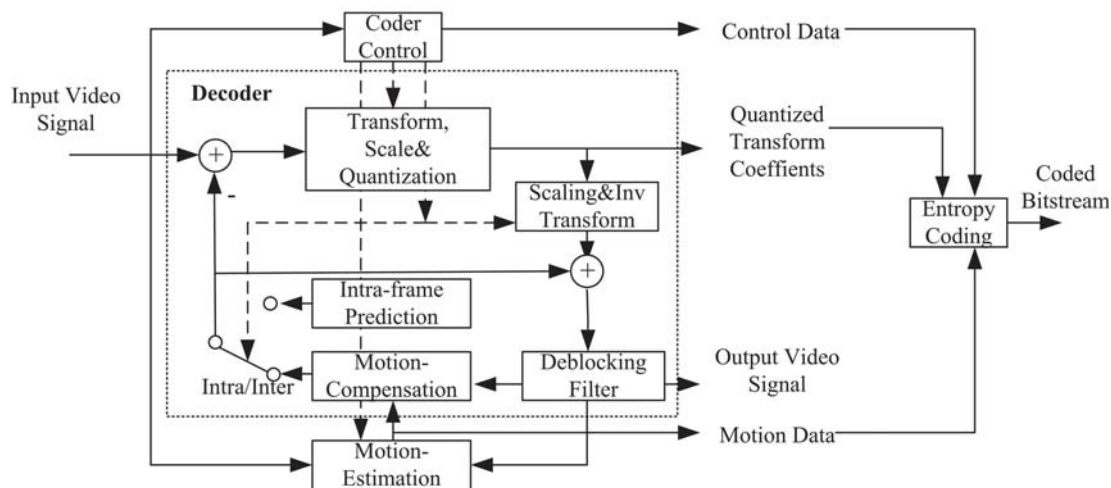 Coder
Control
Control Data
Input Video
Signal
Decoder
Transform,
Scale&
Quantization
Quantized
Transform
Coeffients
+
-
Scaling&Inv
Transform
Coded
Bitstream
Entropy
Coding
+
Intra-frame
Prediction
Intra/Inter
Motion-
Compensation
Deblocking
Filter
Output Video
Signal
Motion Data
Motion-
Estimation